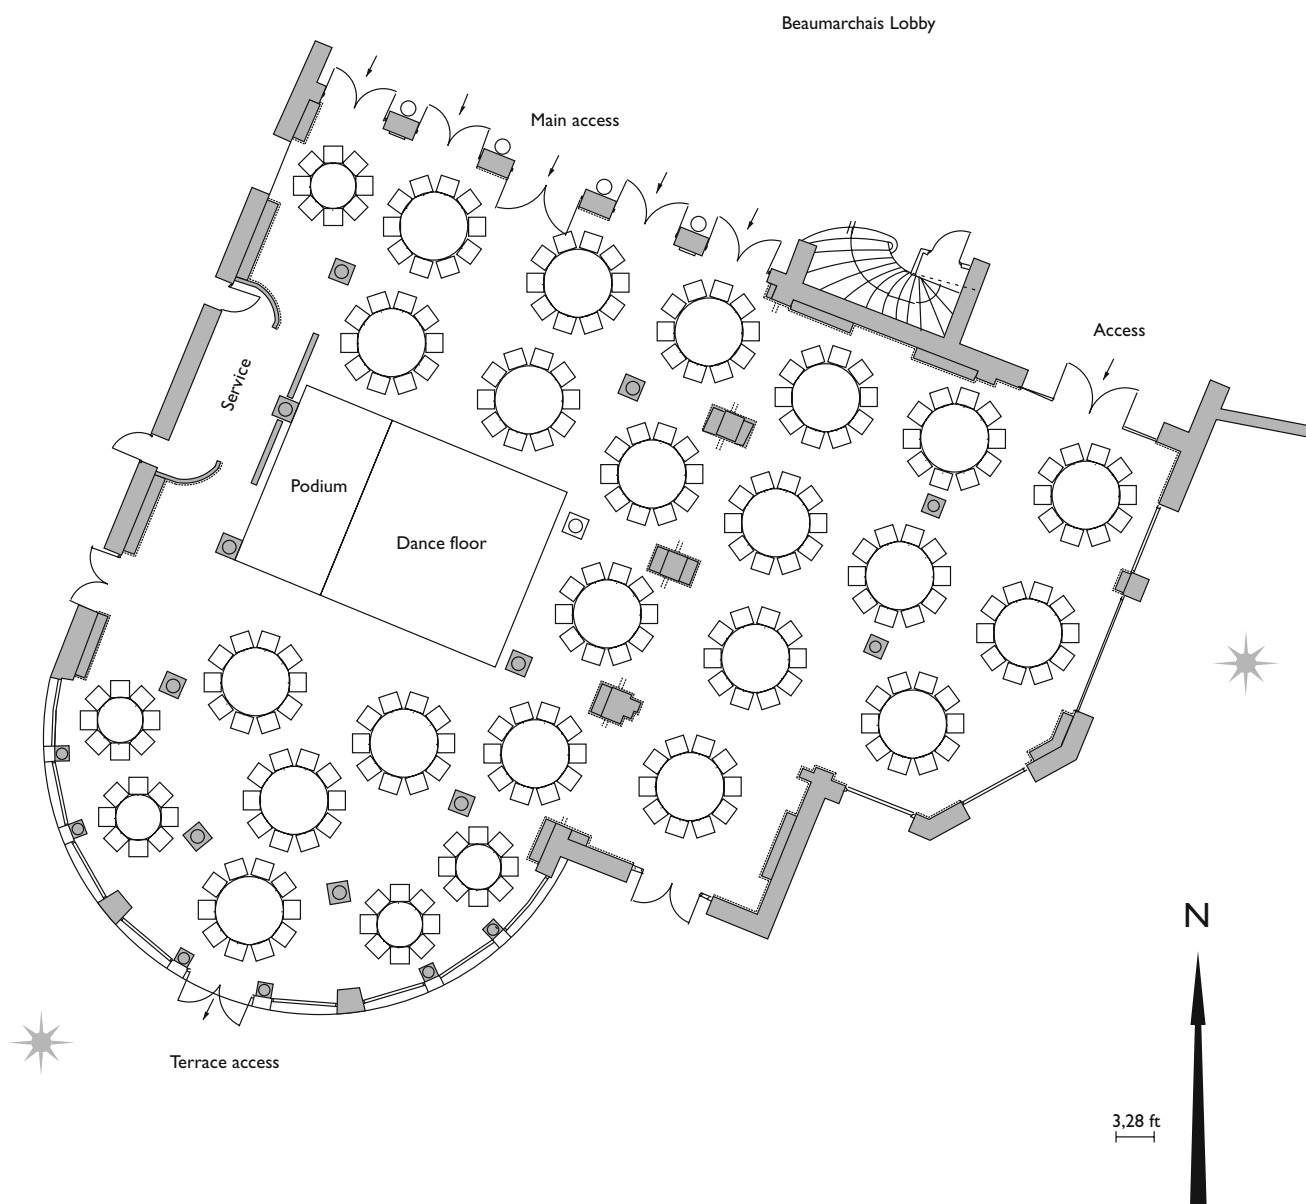 Beaumarchais Lobby
Main access
Access
Service
Podium
Dance floor
N
Terrace access
3,28 ft